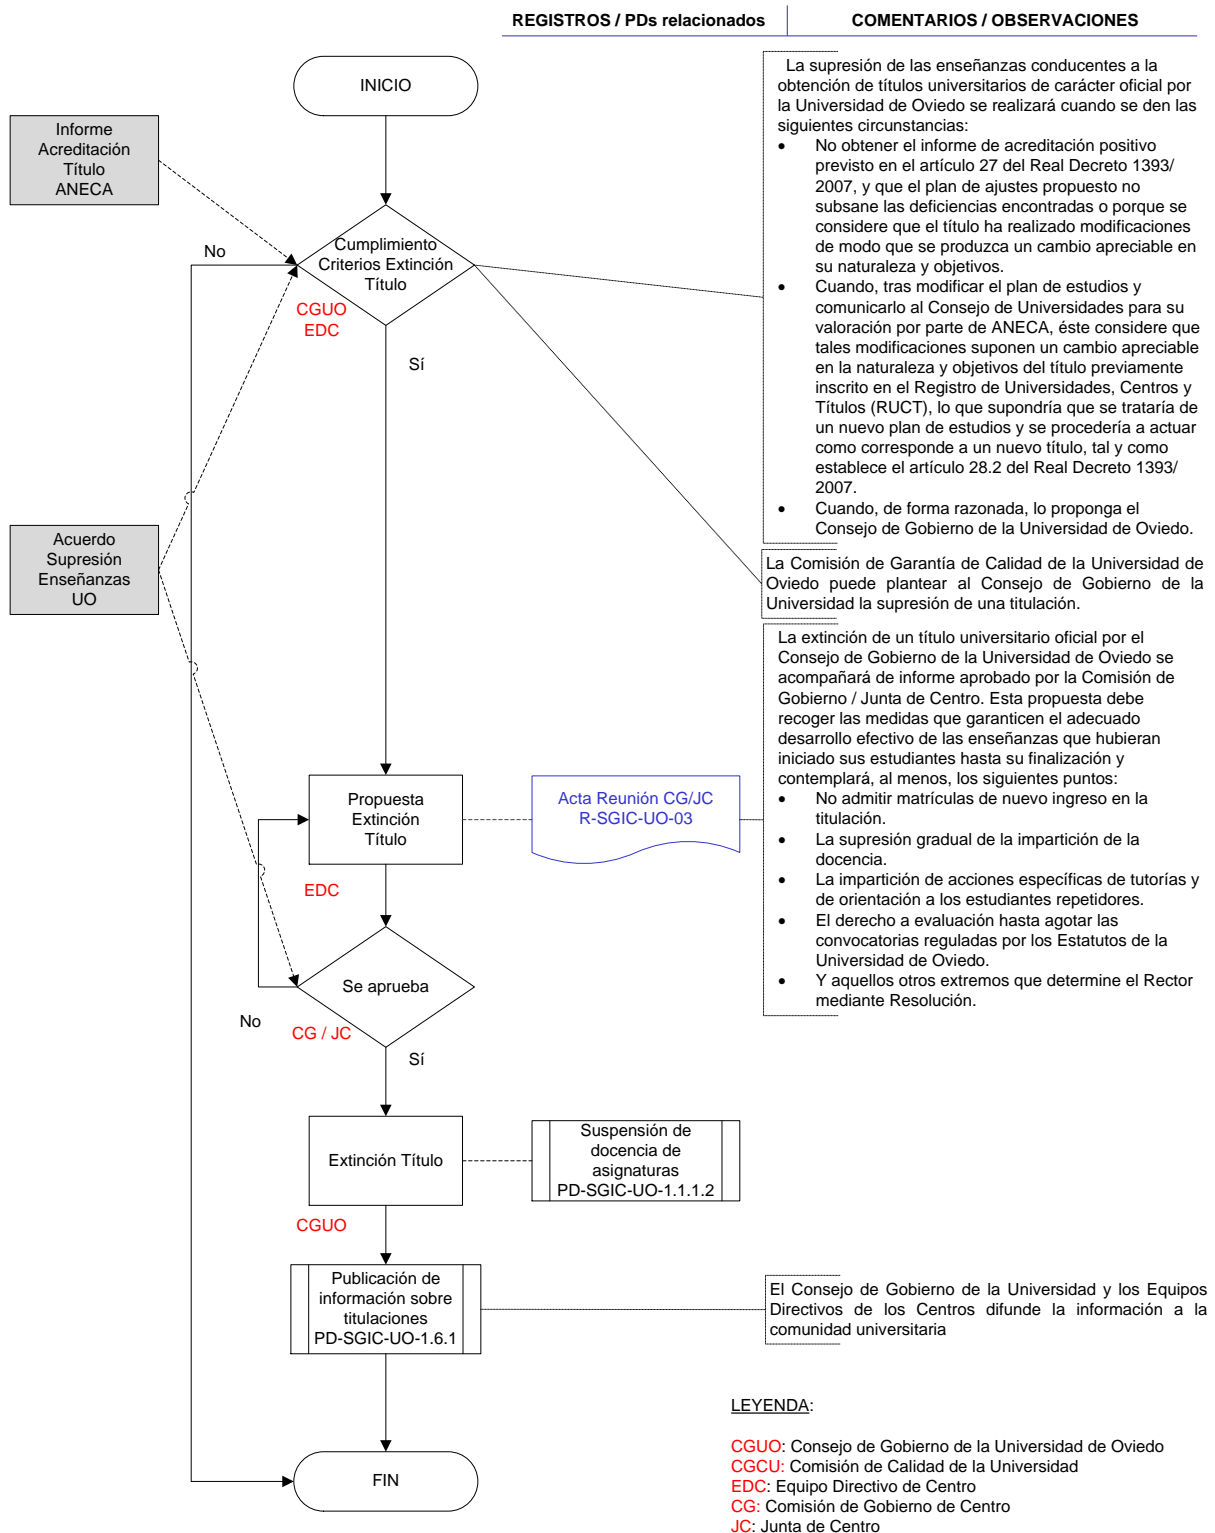 REGISTROS / PDs relacionados
COMENTARIOS / OBSERVACIONES
INICIO
Informe
Acreditación
Título
ANECA
No
Cumplimiento
Criterios Extinción
Título
CGUO
EDC
Sí
Acuerdo
Supresión
Enseñanzas
UO
La supresión de las enseñanzas conducentes a la
obtención de títulos universitarios de carácter oficial por
la Universidad de Oviedo se realizará cuando se den las
siguientes circunstancias:
• No obtener el informe de acreditación positivo
previsto en el artículo 27 del Real Decreto 1393/
2007, y que el plan de ajustes propuesto no
subsane las deficiencias encontradas o porque se
considere que el título ha realizado modificaciones
de modo que se produzca un cambio apreciable en
su naturaleza y objetivos.
• Cuando, tras modificar el plan de estudios y
comunicarlo al Consejo de Universidades para su
valoración por parte de ANECA, éste considere que
tales modificaciones suponen un cambio apreciable
en la naturaleza y objetivos del título previamente
inscrito en el Registro de Universidades, Centros y
Títulos (RUCT), lo que supondría que se trataría de
un nuevo plan de estudios y se procedería a actuar
como corresponde a un nuevo título, tal y como
establece el artículo 28.2 del Real Decreto 1393/
2007.
• Cuando, de forma razonada, lo proponga el
Consejo de Gobierno de la Universidad de Oviedo.
La Comisión de Garantía de Calidad de la Universidad de
Oviedo puede plantear al Consejo de Gobierno de la
Universidad la supresión de una titulación.
La extinción de un título universitario oficial por el
Consejo de Gobierno de la Universidad de Oviedo se
acompañará de informe aprobado por la Comisión de
Gobierno / Junta de Centro. Esta propuesta debe
recoger las medidas que garanticen el adecuado
desarrollo efectivo de las enseñanzas que hubieran
iniciado sus estudiantes hasta su finalización y
contemplará, al menos, los siguientes puntos:
• No admitir matrículas de nuevo ingreso en la
titulación.
• La supresión gradual de la impartición de la
docencia.
• La impartición de acciones específicas de tutorías y
de orientación a los estudiantes repetidores.
• El derecho a evaluación hasta agotar las
convocatorias reguladas por los Estatutos de la
Universidad de Oviedo.
• Y aquellos otros extremos que determine el Rector
mediante Resolución.
Propuesta
Extinción
Título
EDC
Acta Reunión CG/JC
R-SGIC-UO-03
Se aprueba
No
CG / JC
Sí
Extinción Título
CGUO
Suspensión de
docencia de
asignaturas
PD-SGIC-UO-1.1.1.2
Publicación de
información sobre
titulaciones
PD-SGIC-UO-1.6.1
El Consejo de Gobierno de la Universidad y los Equipos
Directivos de los Centros difunde la información a la
comunidad universitaria
FIN
LEYENDA:
CGUO: Consejo de Gobierno de la Universidad de Oviedo
CGCU: Comisión de Calidad de la Universidad
EDC: Equipo Directivo de Centro
CG: Comisión de Gobierno de Centro
JC: Junta de Centro